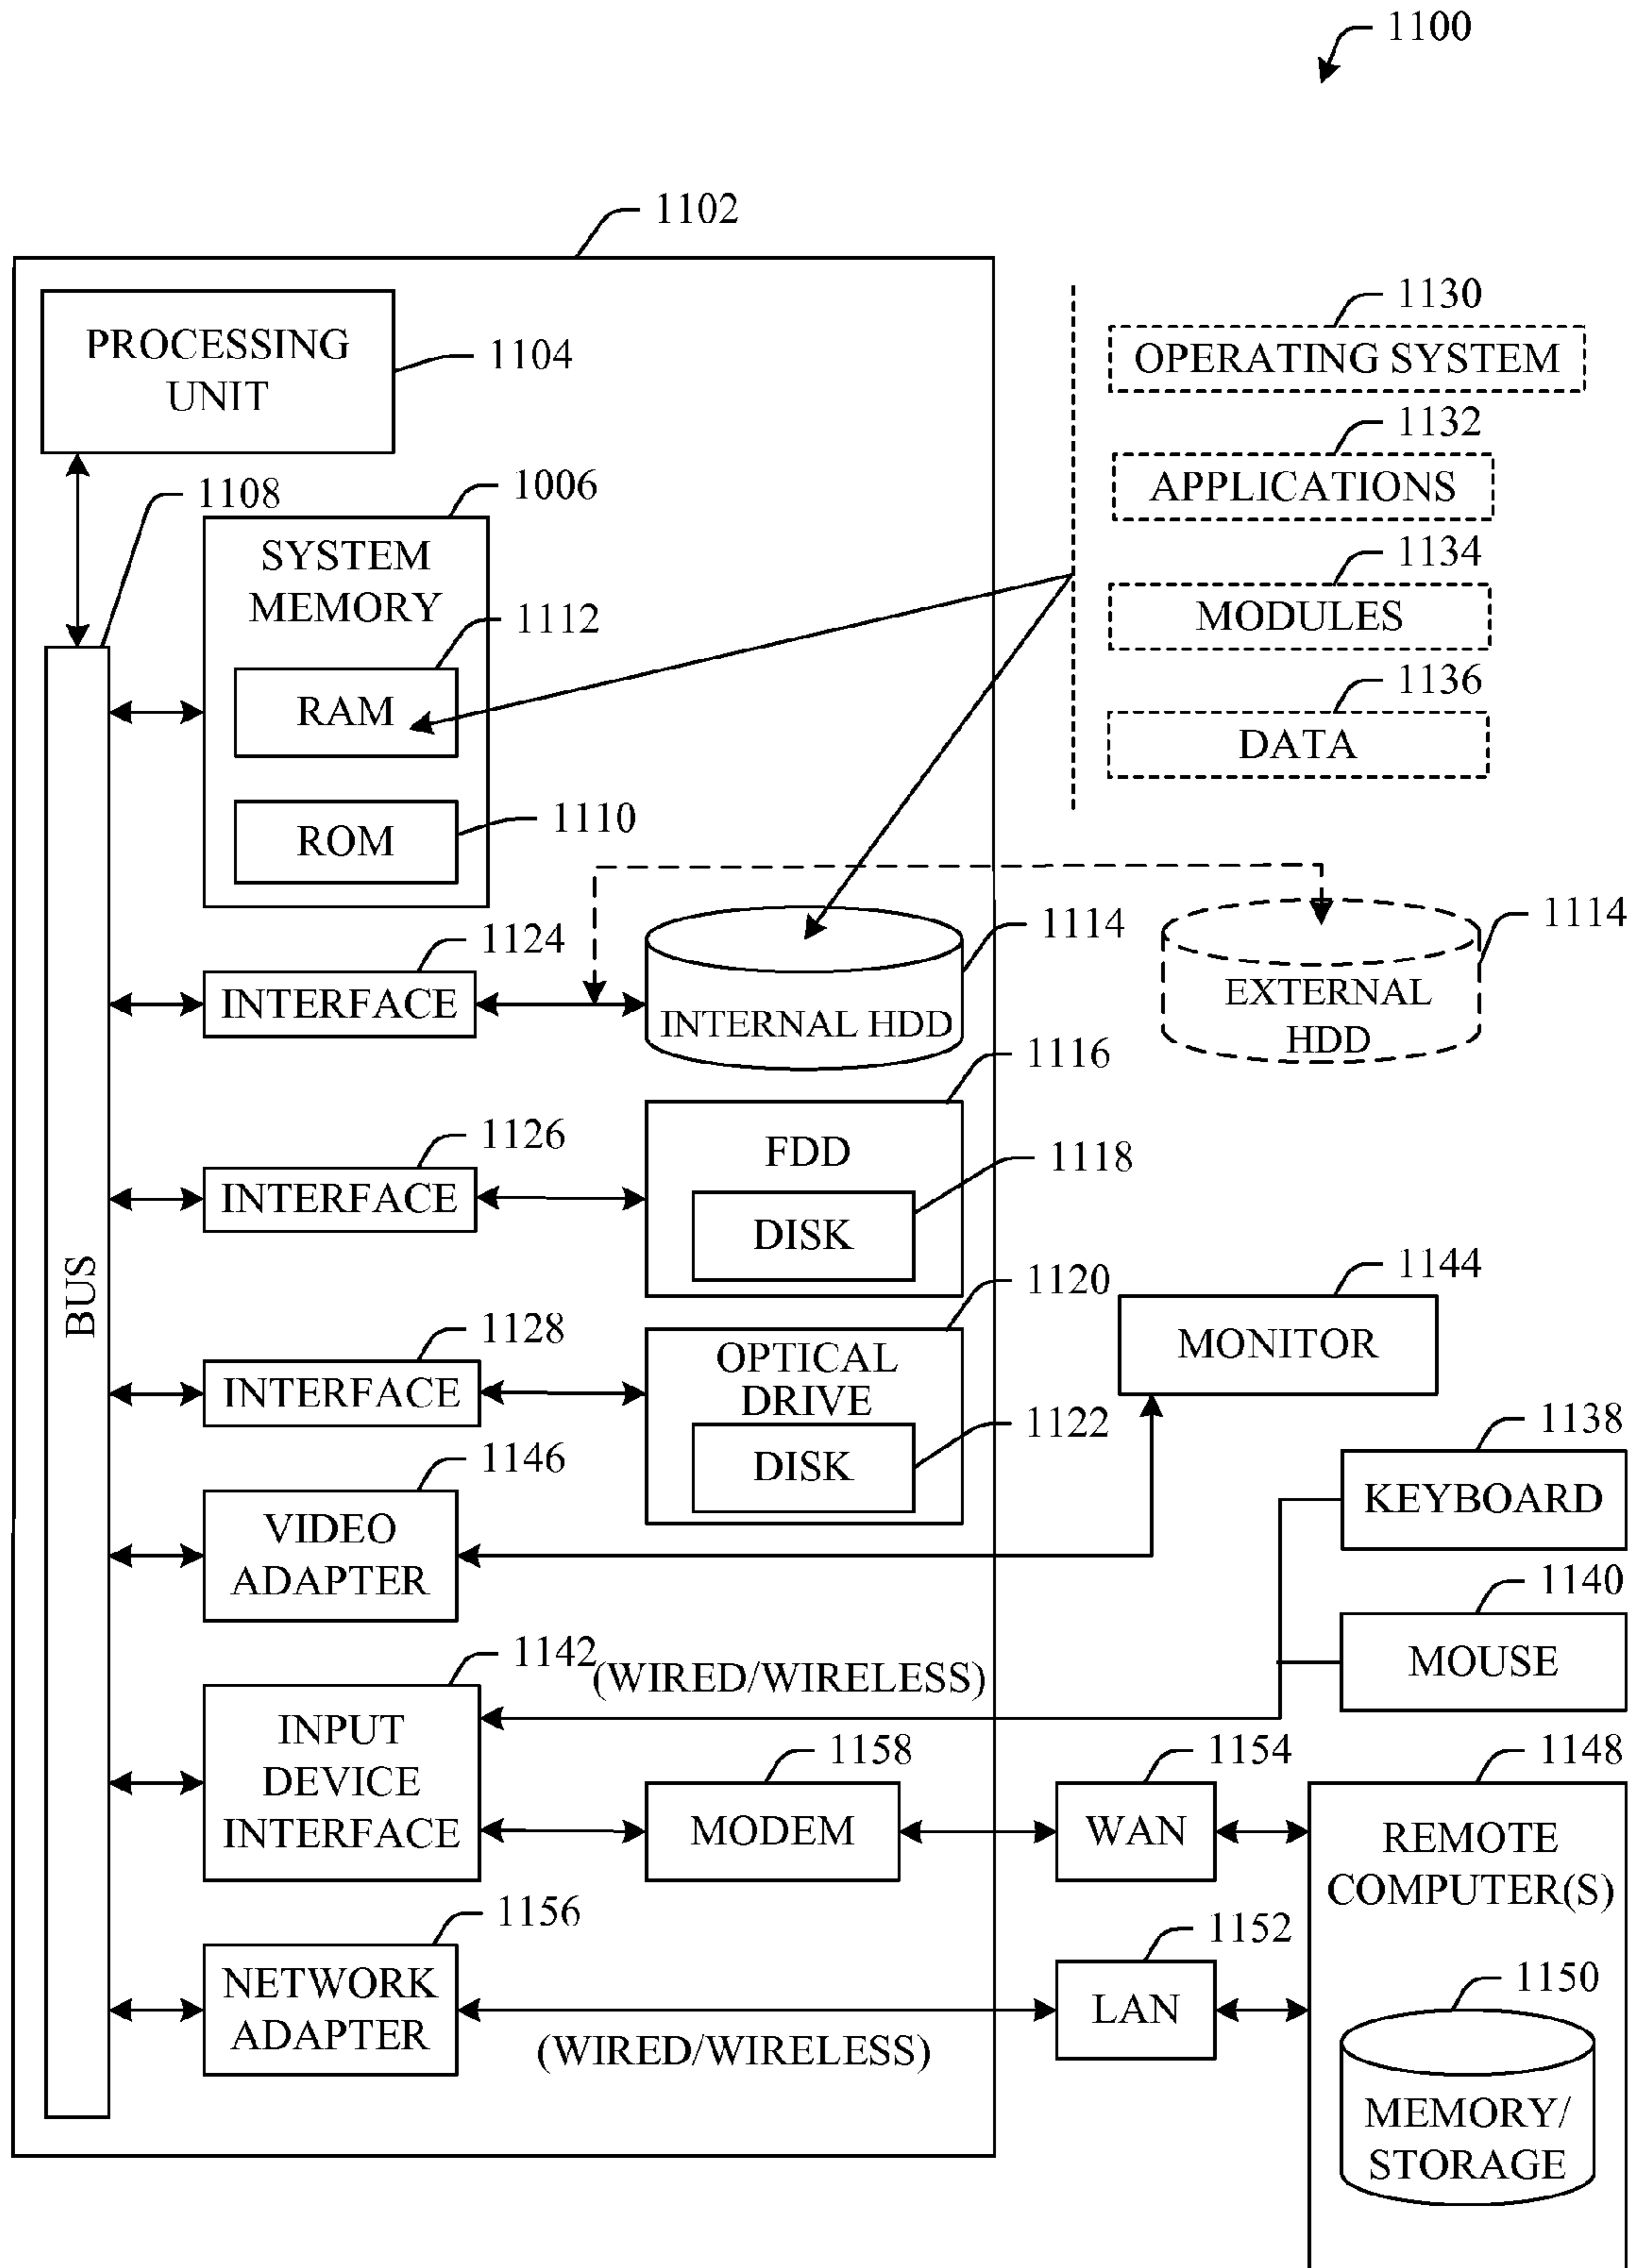 1100
1102
PROCESSING
UNIT
1104
1130
OPERATING SYSTEM
1132
APPLICATIONS
1134
MODULES
1136
DATA
1108
1006
SYSTEM
MEMORY
1112
RAM
1110
ROM
1124
INTERFACE
1114
INTERNAL HDD
1114
EXTERNAL
HDD
1116
FDD
1126
INTERFACE
1118
DISK
BUS
1120
OPTICAL
DRIVE
1128
INTERFACE
1122
DISK
1144
MONITOR
1138
KEYBOARD
1146
VIDEO
ADAPTER
1140
MOUSE
1142
(WIRED/WIRELESS)
INPUT
DEVICE
INTERFACE
1158
MODEM
1154
WAN
1148
REMOTE
COMPUTER(S)
1156
NETWORK
ADAPTER
(WIRED/WIRELESS)
1152
LAN
1150
MEMORY/
STORAGE